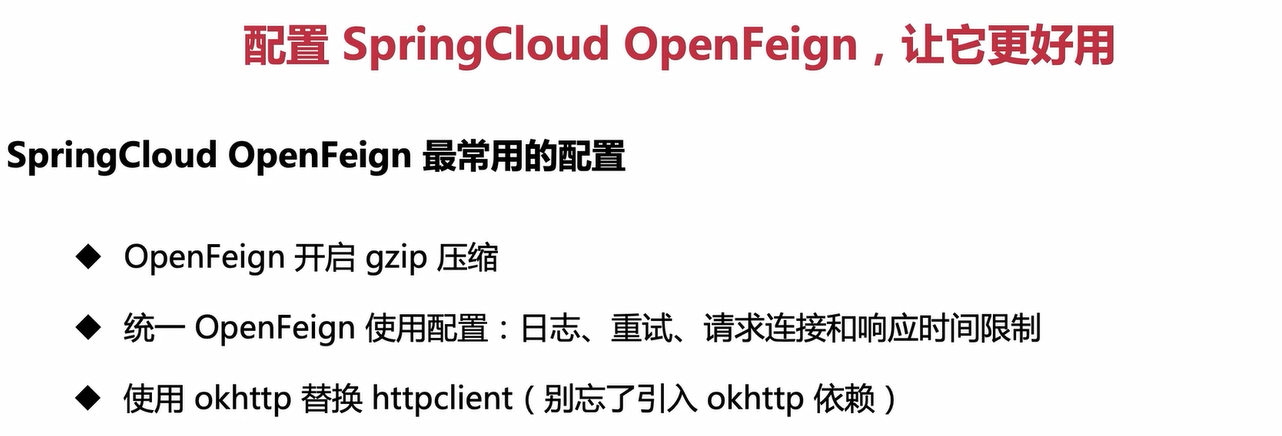 配置 SpringCloud OpenFeign，让它更好用
SpringCloud OpenFeign 最常用的配置
◆ OpenFeign 开启 gzip 压缩
◆ 统一 OpenFeign 使用配置：日志、重试、请求连接和响应时间限制
◆ 使用 okhttp 替换 httpclient（别忘了引入 okhttp 依赖）